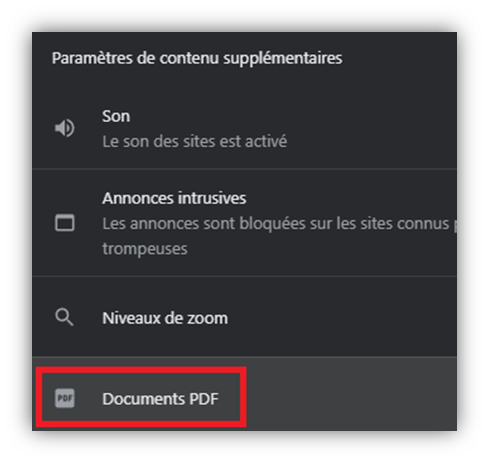 Paramètres de contenu supplémentaires
Son
Le son des sites est activé
Annonces intrusives
Les annonces sont bloquées sur les sites connus
trompeuses
Niveaux de zoom
PDF
Documents PDF